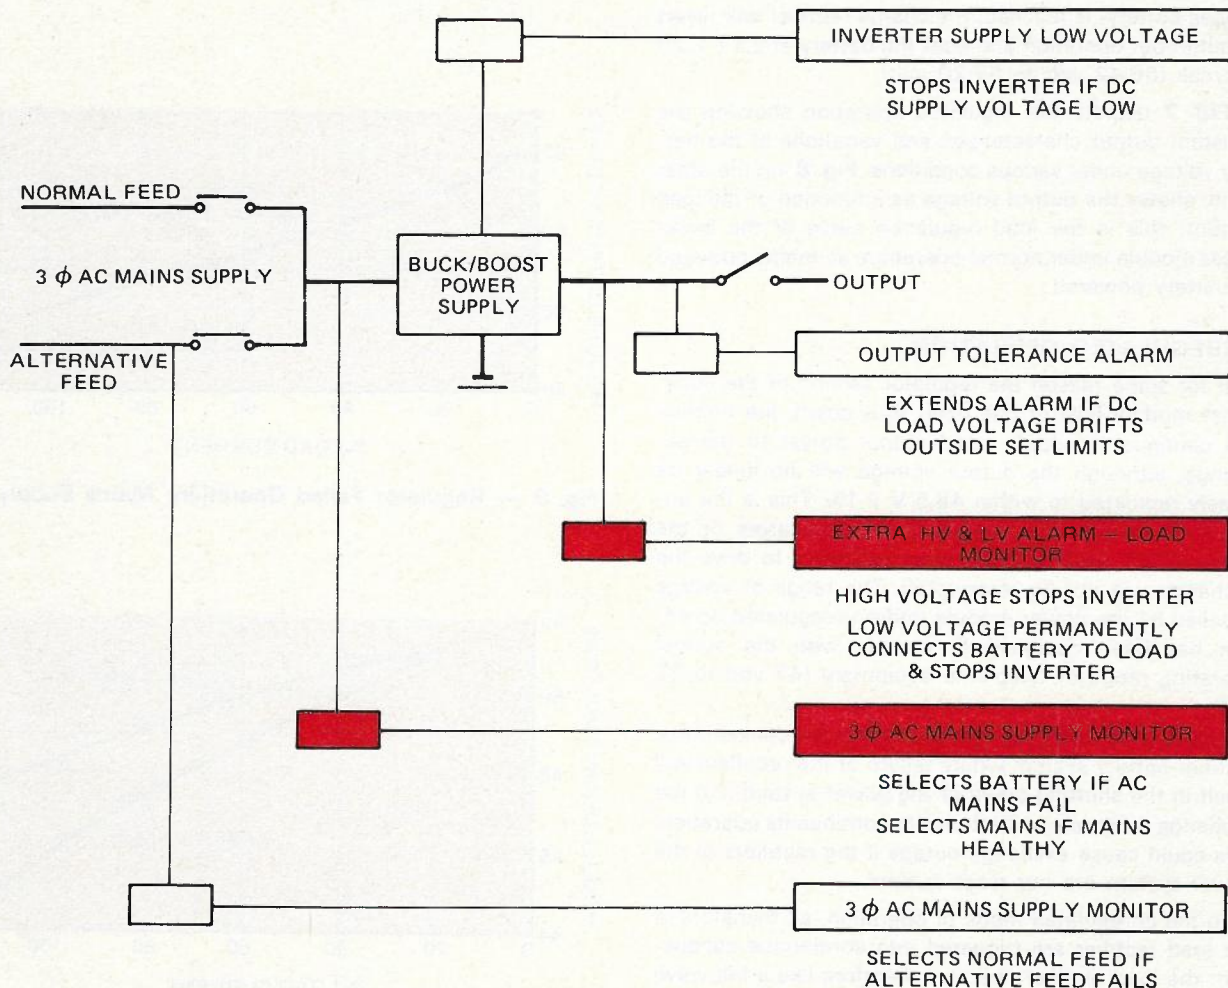 INVERTER SUPPLY LOW VOLTAGE
STOPS INVERTER IF DC
SUPPLY VOLTAGE LOW
NORMAL FEED
3 ϕ AC MAINS SUPPLY
ALTERNATIVE
FEED
BUCK/BOOST
POWER
SUPPLY
OUTPUT
OUTPUT TOLERANCE ALARM
EXTENDS ALARM IF DC
LOAD VOLTAGE DRIFTS
OUTSIDE SET LIMITS
EXTRA HV & LV ALARM – LOAD
MONITOR
HIGH VOLTAGE STOPS INVERTER
LOW VOLTAGE PERMANENTLY
CONNECTS BATTERY TO LOAD
& STOPS INVERTER
3 ϕ AC MAINS SUPPLY MONITOR
SELECTS BATTERY IF AC
MAINS FAIL
SELECTS MAINS IF MAINS
HEALTHY
3 ϕ AC MAINS SUPPLY MONITOR
SELECTS NORMAL FEED IF
ALTERNATIVE FEED FAILS